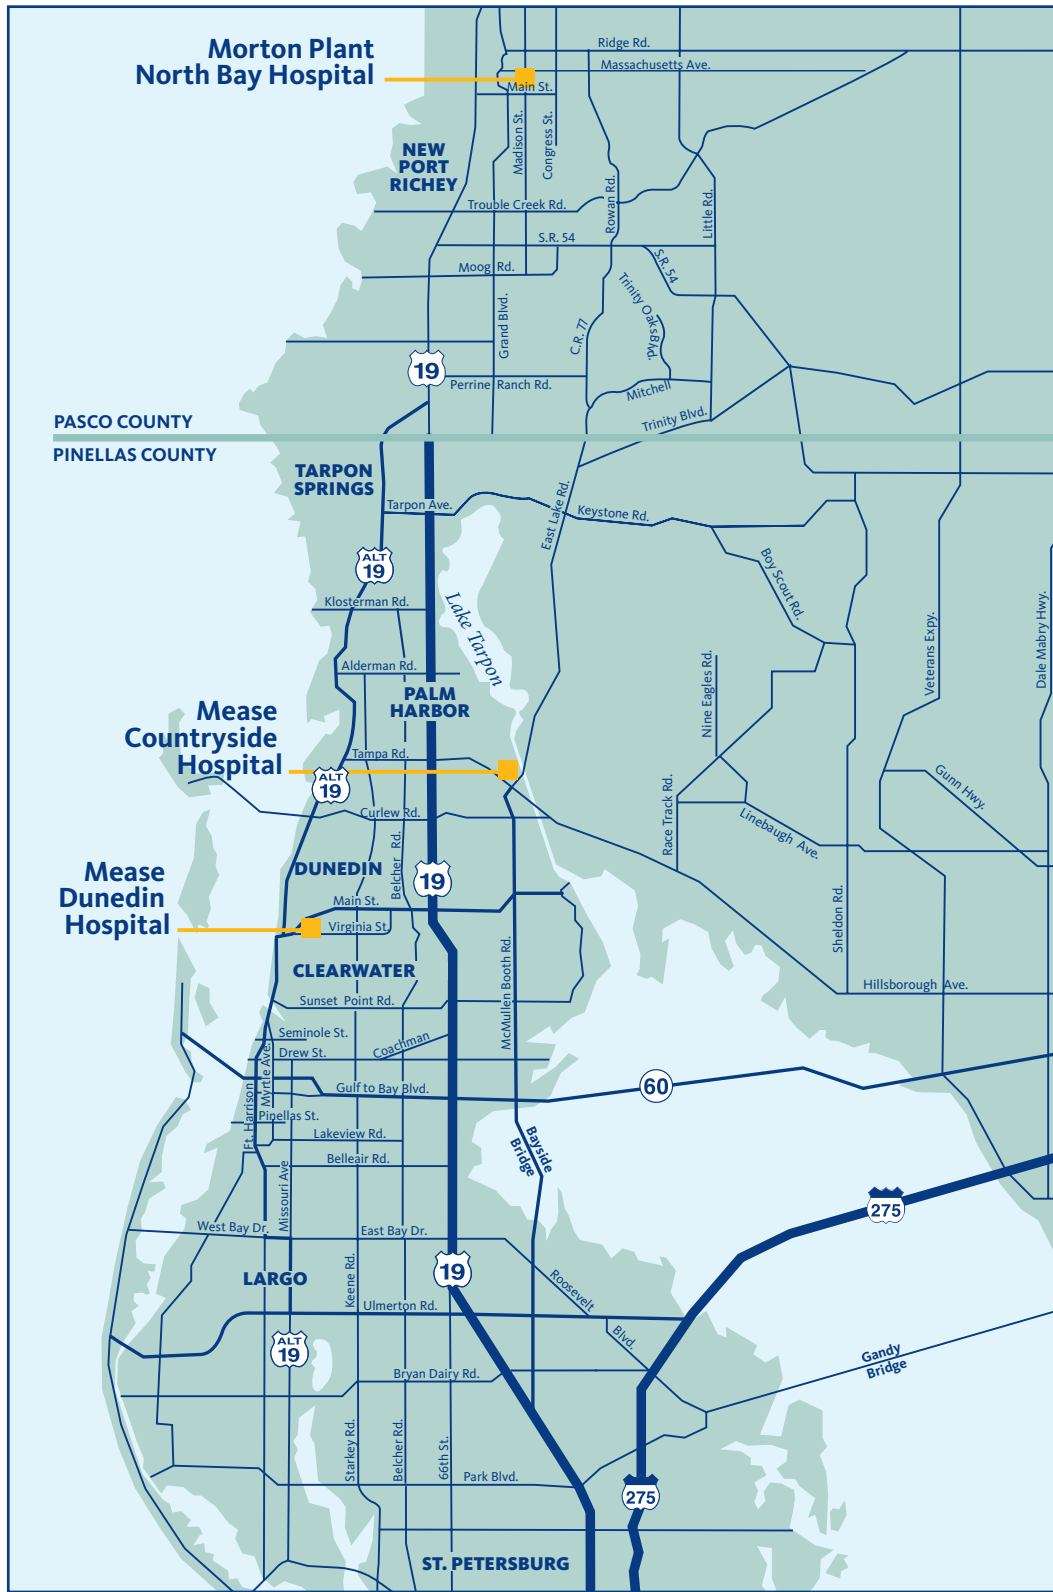 Morton Plant
North Bay Hospital
Ridge Rd.
Massachusetts Ave.
Main St.
Madison St.
Congress St.
NEW
PORT
RICHEY
Rowan Rd.
Little Rd.
Trouble Creek Rd.
S.R. 54
S.R. 54
Moog Rd.
Trinity Oaks Blvd.
Grand Blvd.
C.R. 77
19
Perrine Ranch Rd.
Mitchell
Trinity Blvd.
PASCO COUNTY
PINELLAS COUNTY
TARPON
SPRINGS
Tarpon Ave.
East Lake Rd.
Keystone Rd.
ALT
19
Boy Scout Rd.
Klosterman Rd.
Lake Tarpon
Veterans Expy.
Dale Mabry Hwy.
Alderman Rd.
Nine Eagles Rd.
PALM
HARBOR
Mease
Countryside
Hospital
Tampa Rd.
ALT
19
Gunn Hwy.
Race Track Rd.
Curlew Rd.
Linebaugh Ave.
Belcher Rd.
DUNEDIN
19
Mease
Dunedin
Hospital
Main St.
Virginia St.
Sheldon Rd.
McMullen Booth Rd.
CLEARWATER
Hillsborough Ave.
Sunset Point Rd.
Seminole St.
Drew St.
Coachman
Myrtle Ave.
Gulf to Bay Blvd.
60
Ft. Harrison
Pinellas St.
Lakeview Rd.
Bayside
Bridge
Belleair Rd.
Missouri Ave
275
West Bay Dr.
East Bay Dr.
LARGO
Keene Rd.
19
Roosevelt
Blvd.
Ulmerton Rd.
ALT
19
Gandy
Bridge
Bryan Dairy Rd.
Starkey Rd.
Belcher Rd.
66th St.
Park Blvd.
275
ST. PETERSBURG